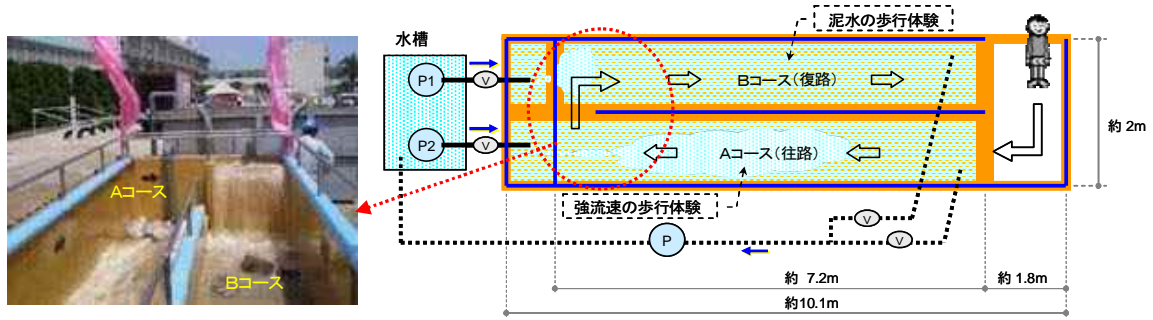 Aコース
Bコース
水槽
P1
V
P2
V
泥水の歩行体験
Bコース(復路)
Aコース(往路)
強流速の歩行体験
約 2m
V
P
V
約 7.2m
約 1.8m
約10.1m